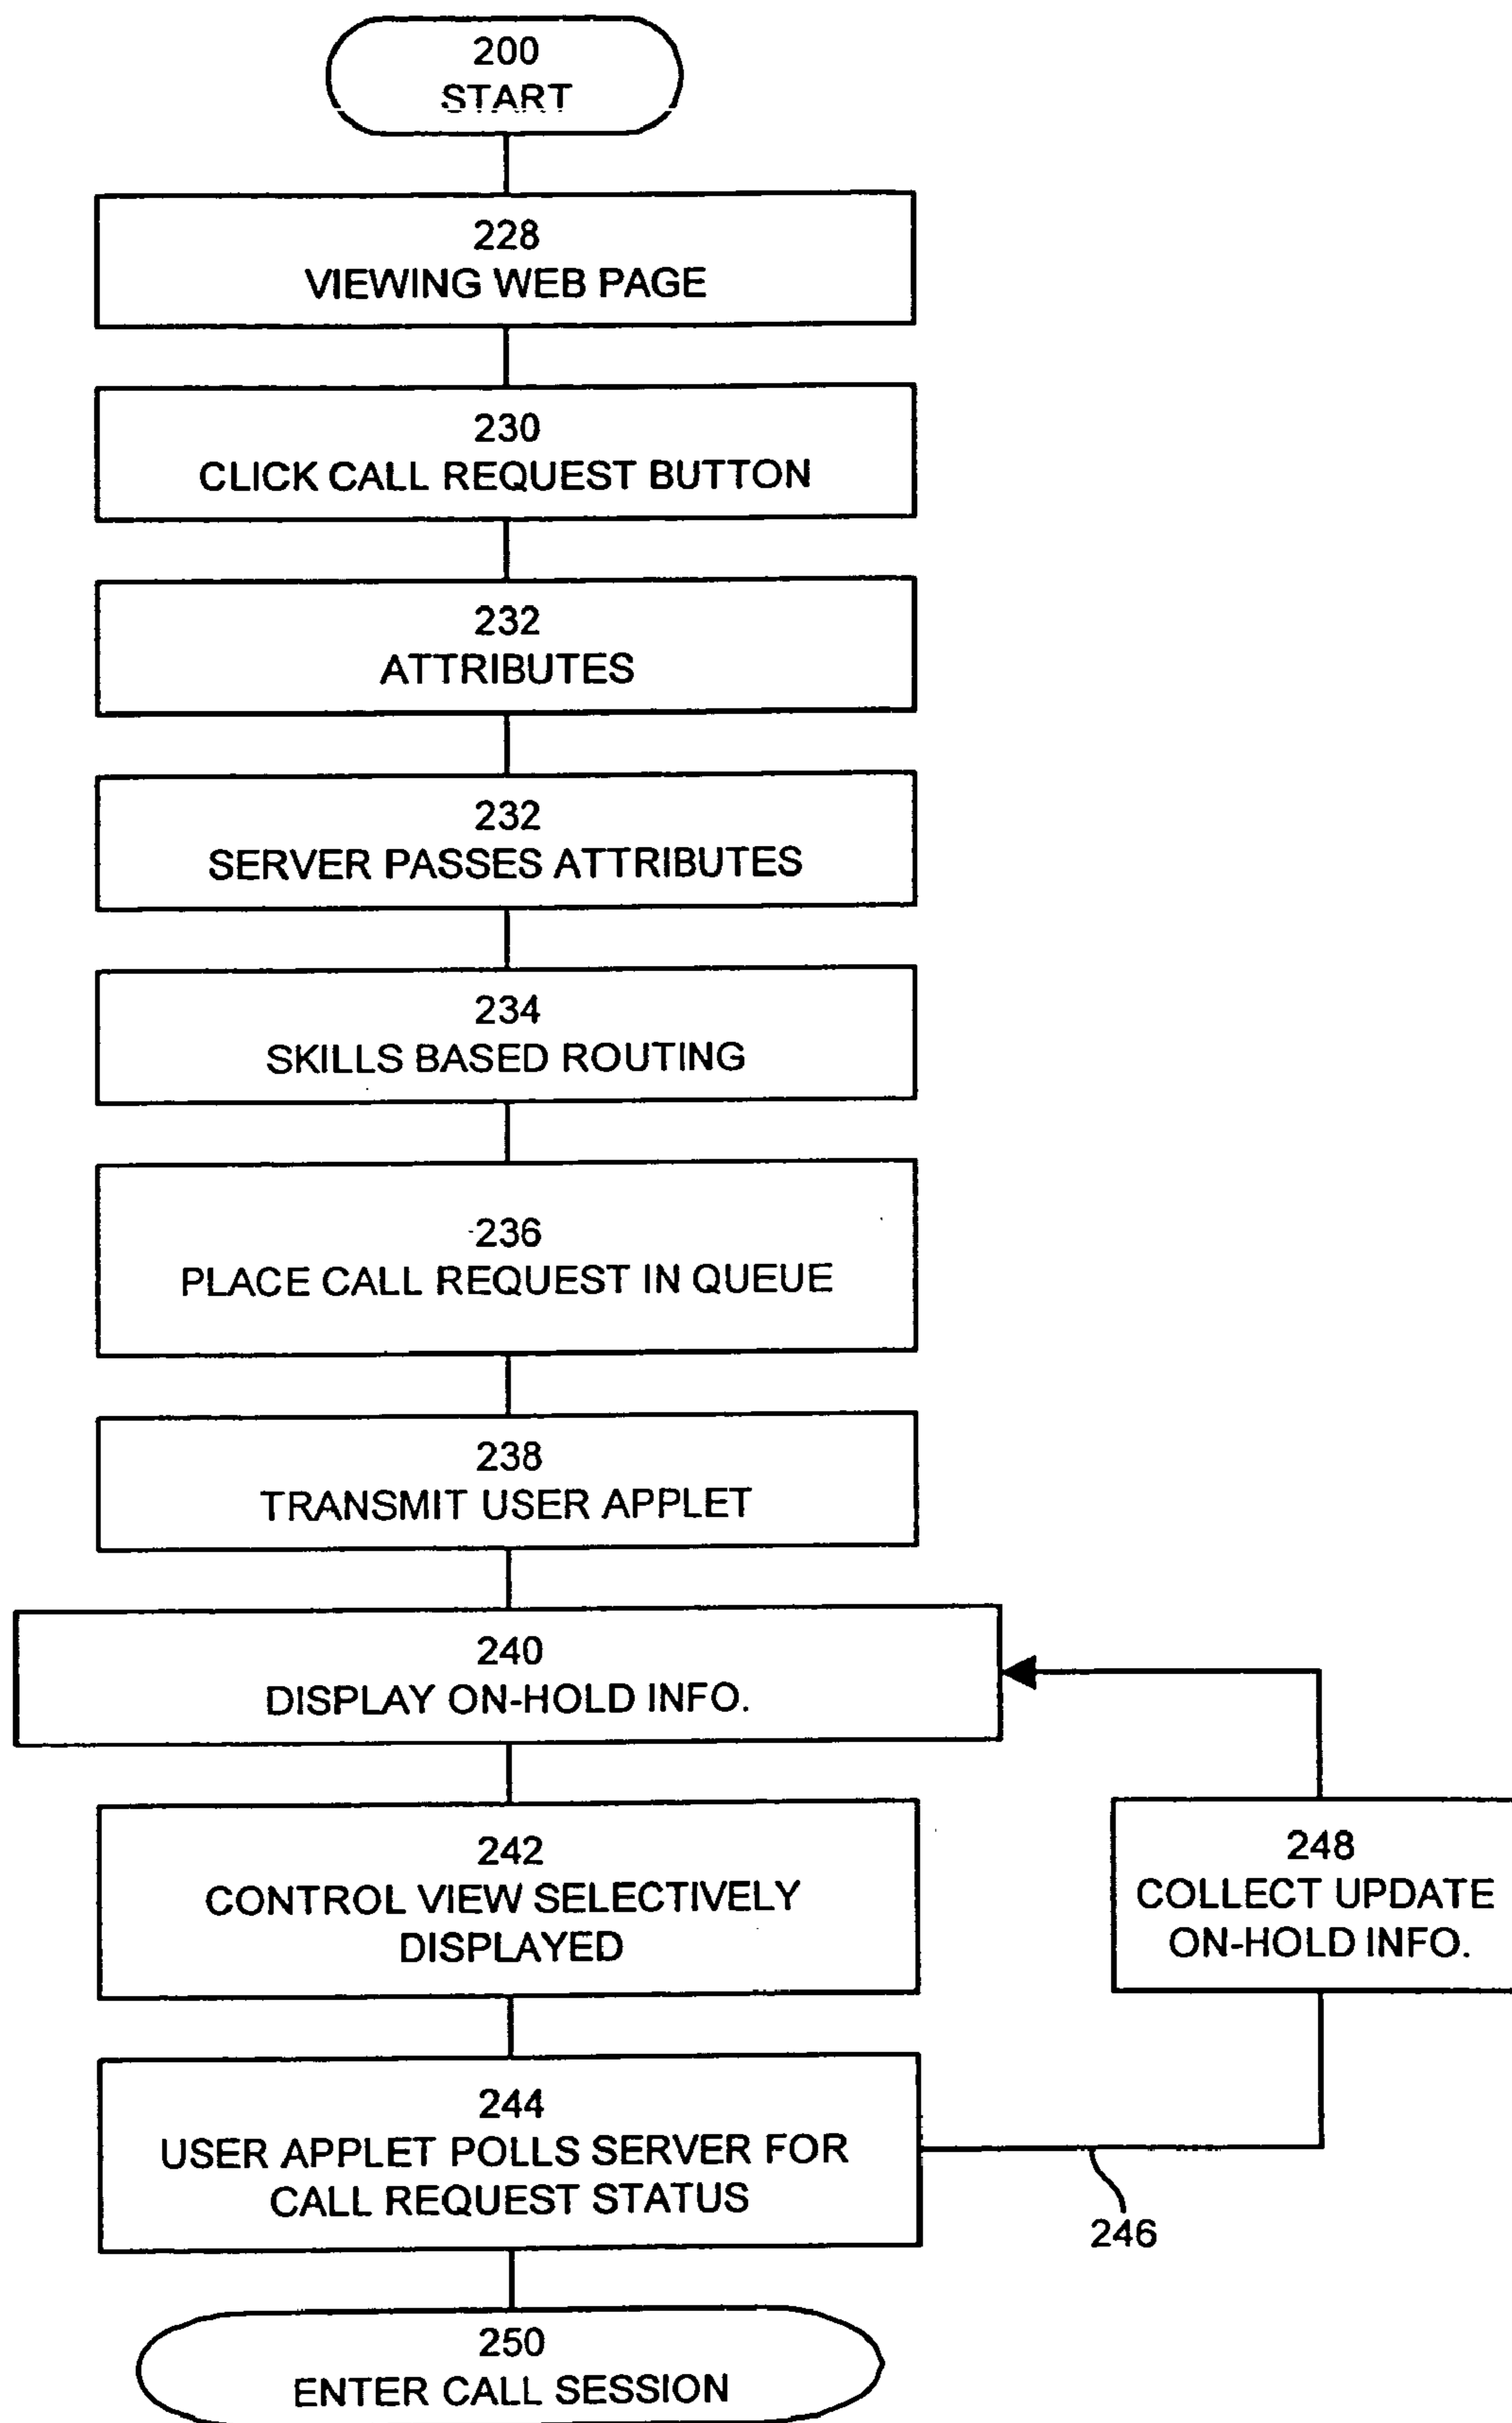 200
START
228
VIEWING WEB PAGE
230
CLICK CALL REQUEST BUTTON
232
ATTRIBUTES
232
SERVER PASSES ATTRIBUTES
234
SKILLS BASED ROUTING
236
PLACE CALL REQUEST IN QUEUE
238
TRANSMIT USER APPLET
240
DISPLAY ON-HOLD INFO.
242
CONTROL VIEW SELECTIVELY
DISPLAYED
248
COLLECT UPDATE
ON-HOLD INFO.
244
USER APPLET POLLS SERVER FOR
CALL REQUEST STATUS
246
250
ENTER CALL SESSION